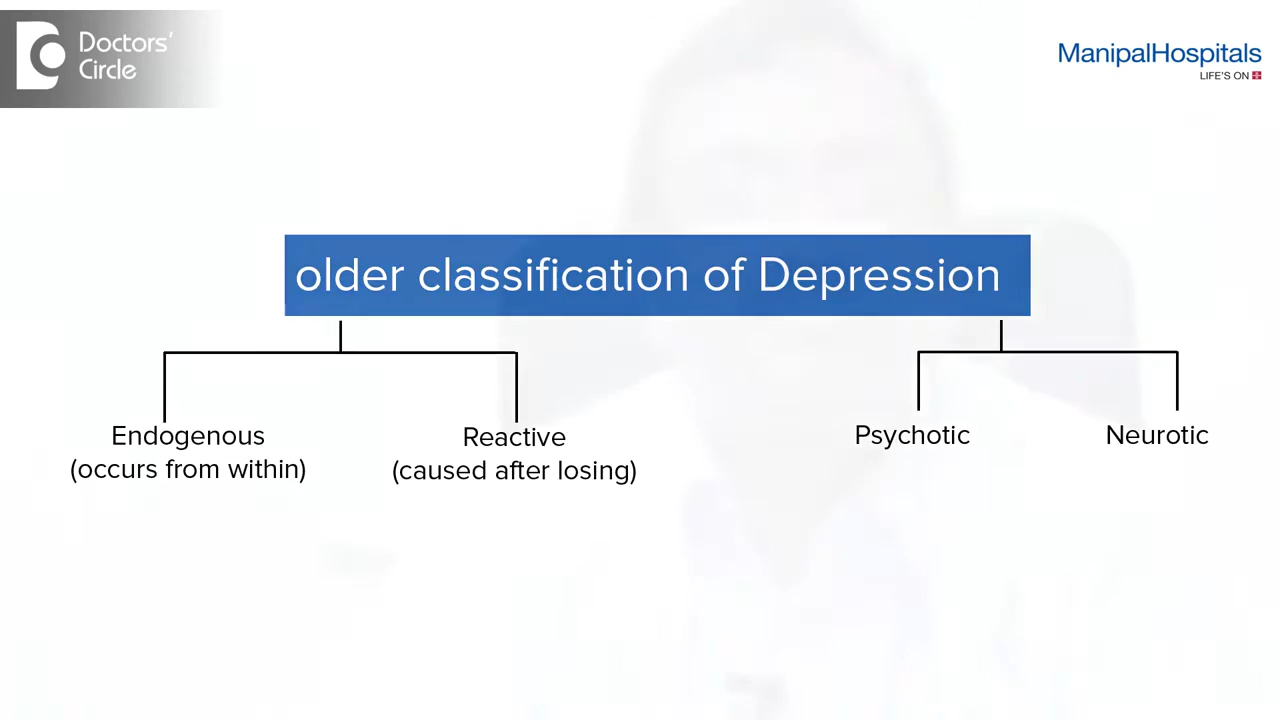 Doctors'
Circle
ManipalHospitals
LIFE'S ON
older classification of Depression
Endogenous
(occurs from within)
Reactive
(caused after losing)
Psychotic
Neurotic